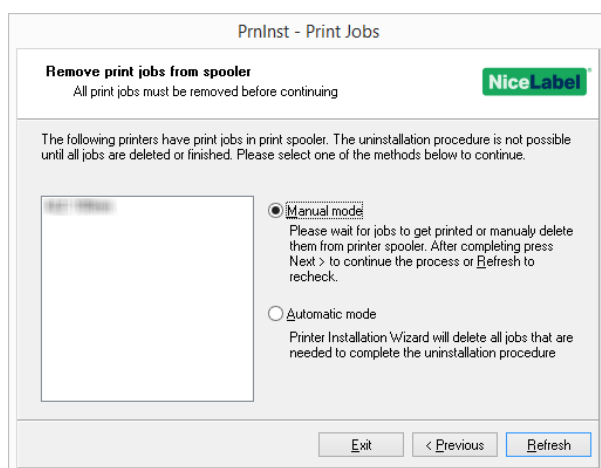 PrnInst - Print Jobs
Remove print jobs from spooler
All print jobs must be removed before continuing
NiceLabel
The following printers have print jobs in print spooler. The uninstallation procedure is not possible
until all jobs are deleted or finished. Please select one of the methods below to continue.
Manual mode
Please wait for jobs to get printed or manualy delete
them from printer spooler. After completing press
Next > to continue the process or Refresh to
recheck.
Automatic mode
Printer Installation Wizard will delete all jobs that are
needed to complete the uninstallation procedure
Exit
< Previous
Refresh